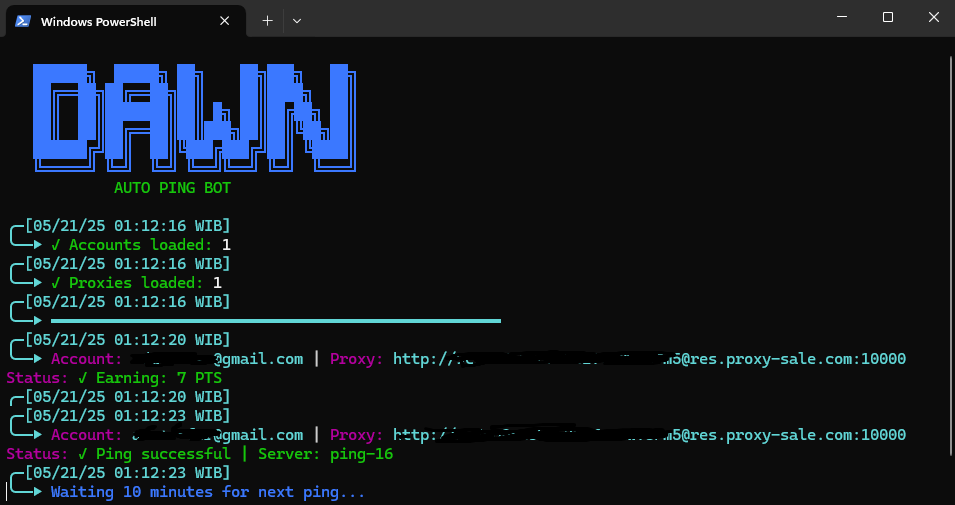 Windows PowerShell
DAWN
AUTO PING BOT
[05/21/25 01:12:16 WIB]
✓ Accounts loaded: 1
[05/21/25 01:12:16 WIB]
✓ Proxies loaded: 1
[05/21/25 01:12:16 WIB]
[05/21/25 01:12:20 WIB]
Account: @gmail.com | Proxy: http:// 5@res.proxy-sale.com:10000
Status: ✓ Earning: 7 PTS
[05/21/25 01:12:20 WIB]
[05/21/25 01:12:23 WIB]
Account: @gmail.com | Proxy: http:// 5@res.proxy-sale.com:10000
Status: ✓ Ping successful | Server: ping-16
[05/21/25 01:12:23 WIB]
Waiting 10 minutes for next ping...